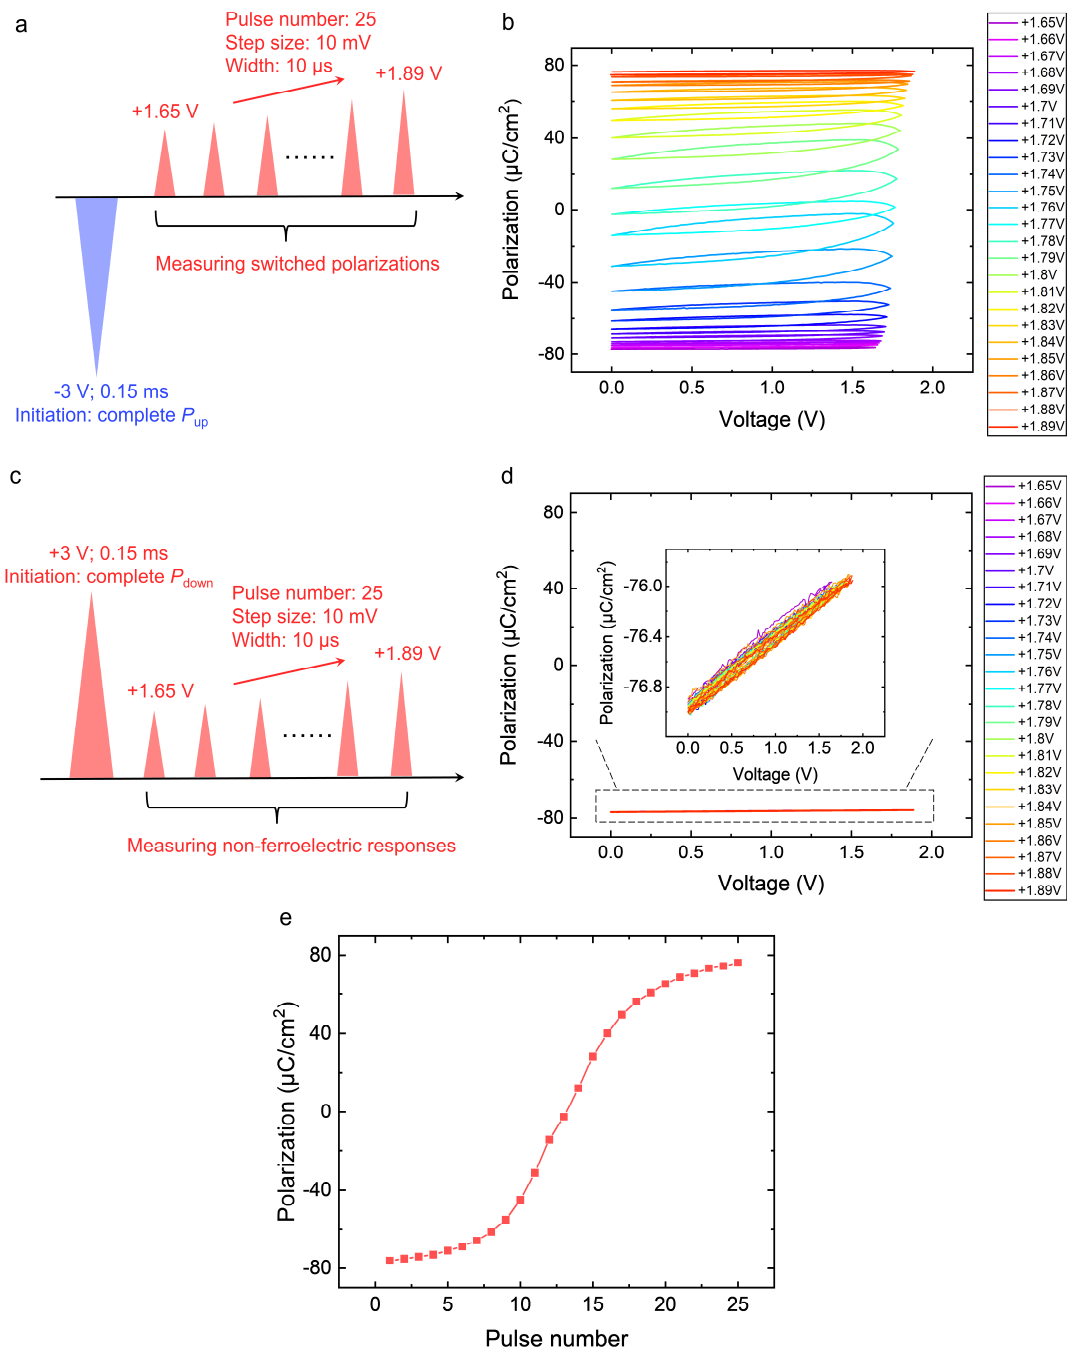 a
Pulse number: 25
Step size: 10 mV
Width: 10 µs
+1.65 V
+1.89 V
......
Measuring switched polarizations
-3 V; 0.15 ms
Initiation: complete Pup
b
Polarization (µC/cm2)
80
40
0
-40
-80
0.0 0.5 1.0 1.5 2.0
Voltage (V)
+1.65V
+1.66V
+1.67V
+1.68V
+1.69V
+1.7V
+1.71V
+1.72V
+1.73V
+1.74V
+1.75V
+1.76V
+1.77V
+1.78V
+1.79V
+1.8V
+1.81V
+1.82V
+1.83V
+1.84V
+1.85V
+1.86V
+1.87V
+1.88V
+1.89V
c
+3 V; 0.15 ms
Initiation: complete Pdown
Pulse number: 25
Step size: 10 mV
Width: 10 µs
+1.65 V
+1.89 V
......
Measuring non-ferroelectric responses
d
Polarization (µC/cm2)
80
40
0
-40
-80
0.0 0.5 1.0 1.5 2.0
Voltage (V)
Polarization (µC/cm2)
-76.0
-76.4
-76.8
0.0 0.5 1.0 1.5 2.0
Voltage (V)
+1.65V
+1.66V
+1.67V
+1.68V
+1.69V
+1.7V
+1.71V
+1.72V
+1.73V
+1.74V
+1.75V
+1.76V
+1.77V
+1.78V
+1.79V
+1.8V
+1.81V
+1.82V
+1.83V
+1.84V
+1.85V
+1.86V
+1.87V
+1.88V
+1.89V
e
Polarization (µC/cm2)
80
40
0
-40
-80
0 5 10 15 20 25
Pulse number